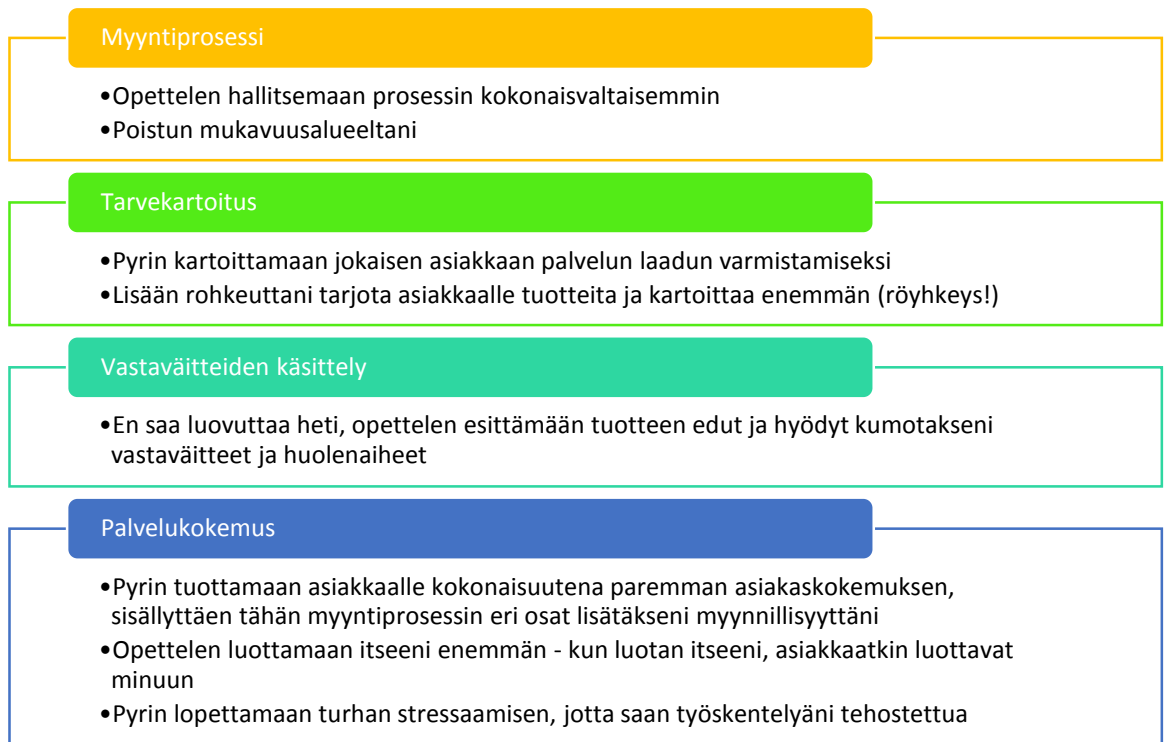 Myyntiprosessi
•Opettelen hallitsemaan prosessin kokonaisvaltaisemmin
•Poistun mukavuusalueeltani
Tarvekartoitus
•Pyrin kartoittamaan jokaisen asiakkaan palvelun laadun varmistamiseksi
•Lisään rohkeuttani tarjota asiakkaalle tuotteita ja kartoittaa enemmän (röyhkeys!)
Vastaväitteiden käsittely
•En saa luovuttaa heti, opettelen esittämään tuotteen edut ja hyödyt kumotakseni
vastaväitteet ja huolenaiheet
Palvelukokemus
•Pyrin tuottamaan asiakkaalle kokonaisuutena paremman asiakaskokemuksen,
sisällyttäen tähän myyntiprosessin eri osat lisätäkseni myynnillisyyttäni
•Opettelen luottamaan itseeni enemmän - kun luotan itseeni, asiakkaatkin luottavat
minuun
•Pyrin lopettamaan turhan stressaamisen, jotta saan työskentelyäni tehostettua